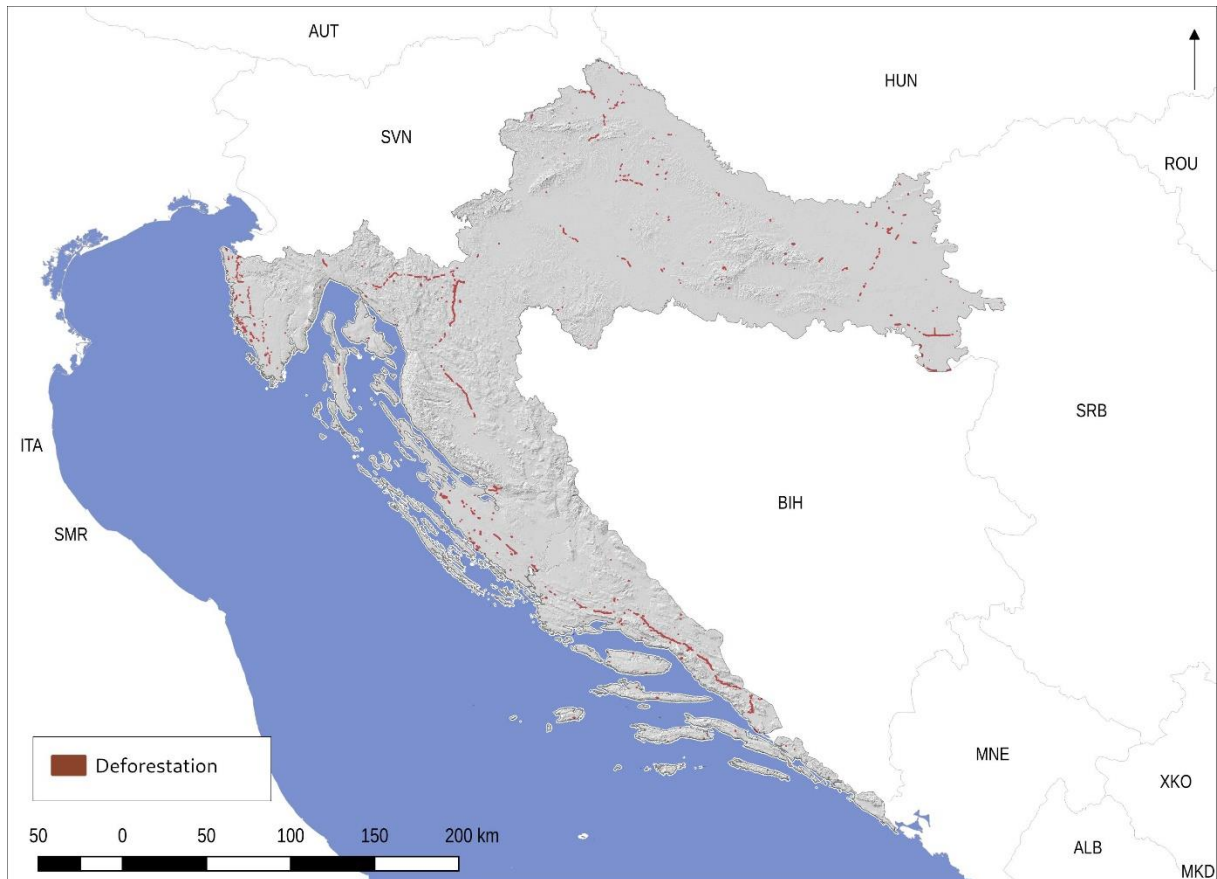 AUT
HUN
SVN
ROU
SRB
ITA
BIH
SMR
MNE
XKO
ALB
MKD
Deforestation
50 0 50 100 150 200 km